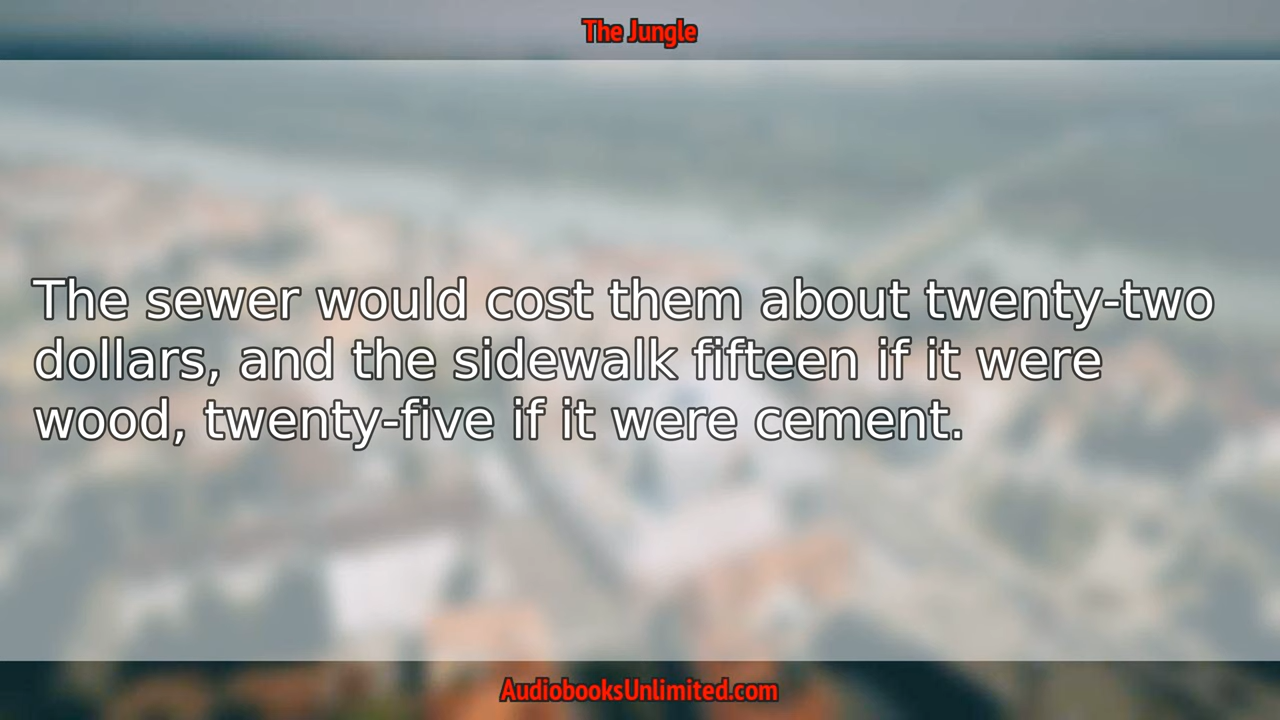 The Jungle
The sewer would cost them about twenty-two
dollars, and the sidewalk fifteen if it were
wood, twenty-five if it were cement.
AudiobooksUnlimited.com